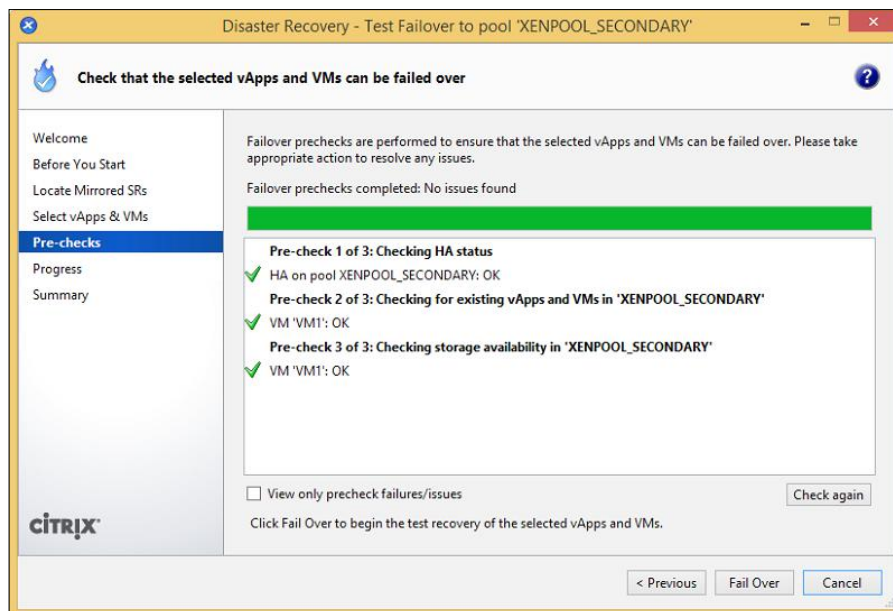 Disaster Recovery - Test Failover to pool 'XENPOOL_SECONDARY'
Check that the selected vApps and VMs can be failed over
Welcome
Before You Start
Locate Mirrored SRs
Select vApps & VMs
Pre-checks
Progress
Summary
CITRIX
Failover prechecks are performed to ensure that the selected vApps and VMs can be failed over. Please take
appropriate action to resolve any issues.
Failover prechecks completed: No issues found
Pre-check 1 of 3: Checking HA status
HA on pool XENPOOL_SECONDARY: OK
Pre-check 2 of 3: Checking for existing vApps and VMs in 'XENPOOL_SECONDARY'
VM 'VM1': OK
Pre-check 3 of 3: Checking storage availability in 'XENPOOL_SECONDARY'
VM 'VM1': OK
View only precheck failures/issues
Check again
Click Fail Over to begin the test recovery of the selected vApps and VMs.
< Previous
Fail Over
Cancel